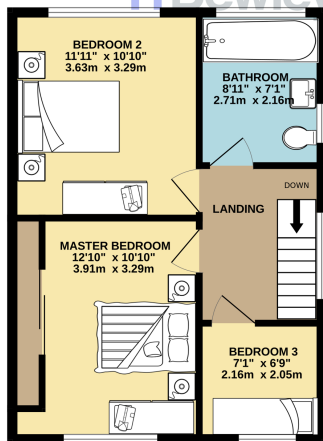 BEDROOM 2
11'11" x 10'10"
3.63m x 3.29m
BATHROOM
8'11" x 7'1"
2.71m x 2.16m
DOWN
LANDING
MASTER BEDROOM
12'10" x 10'10"
3.91m x 3.29m
BEDROOM 3
7'1" x 6'9"
2.16m x 2.05m